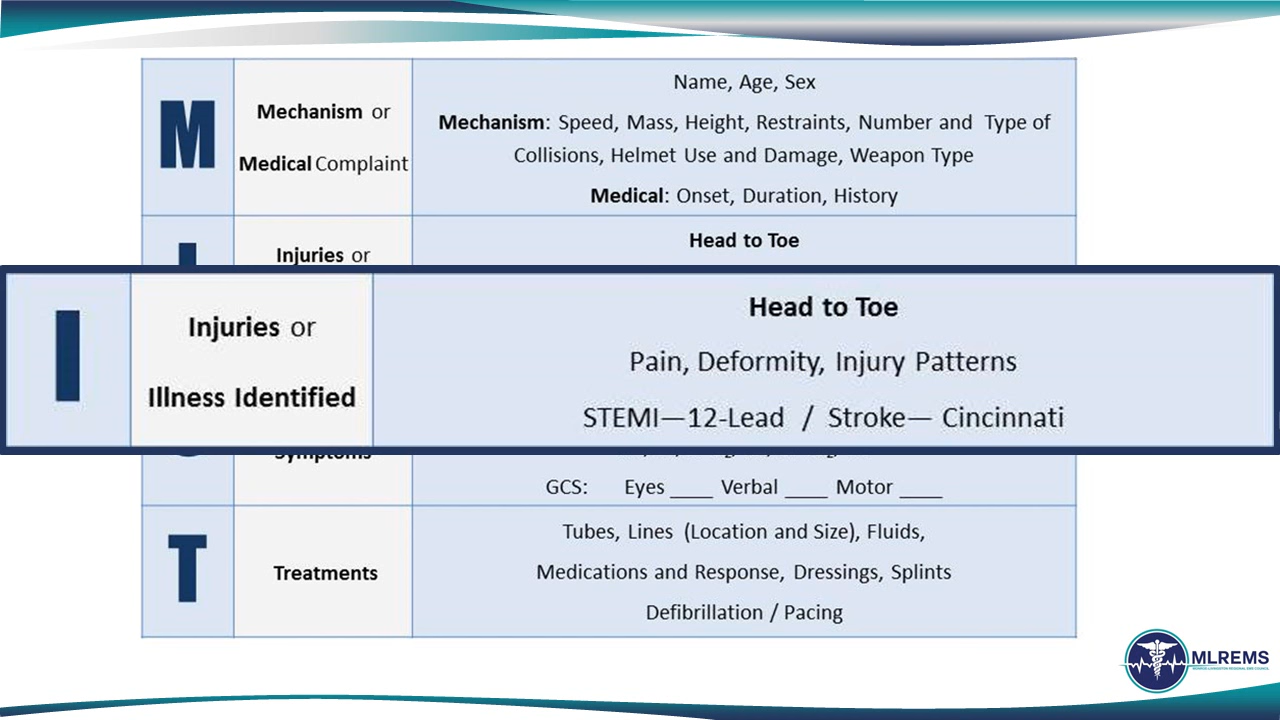 M
Mechanism or
Medical Complaint
Name, Age, Sex
Mechanism: Speed, Mass, Height, Restraints, Number and Type of
Collisions, Helmet Use and Damage, Weapon Type
Medical: Onset, Duration, History
Injuries or
Head to Toe
I
Injuries or
Illness Identified
Head to Toe
Pain, Deformity, Injury Patterns
STEMI—12-Lead / Stroke— Cincinnati
Symptoms
GCS: Eyes ____ Verbal ____ Motor ____
T
Treatments
Tubes, Lines (Location and Size), Fluids,
Medications and Response, Dressings, Splints
Defibrillation / Pacing
MLREMS